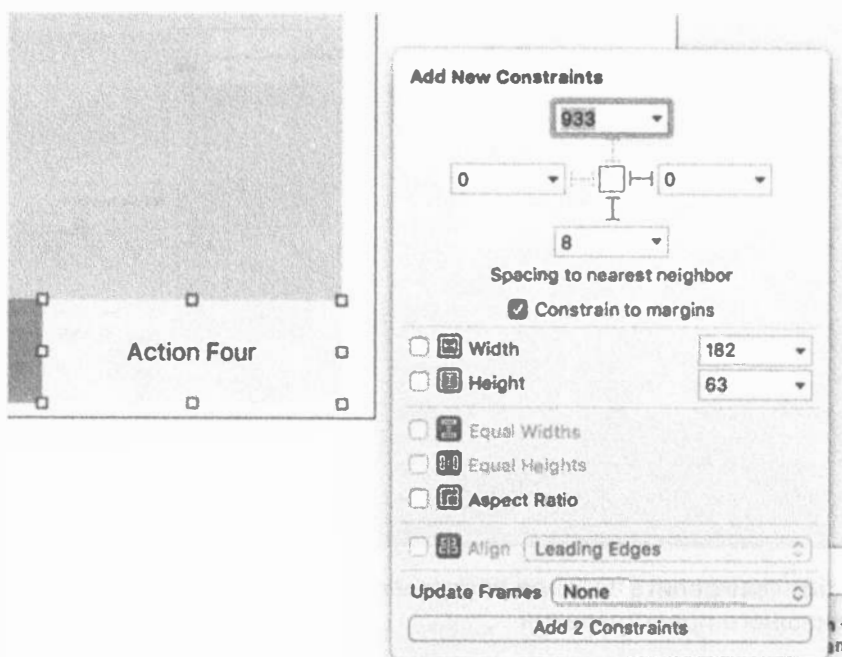 Add New Constraints
933
0 0
8
Spacing to nearest neighbor
Constrain to margins
Action Four
Width 182
Height 63
Equal Widths
Equal Heights
Aspect Ratio
Align Leading Edges
Update Frames None
Add 2 Constraints